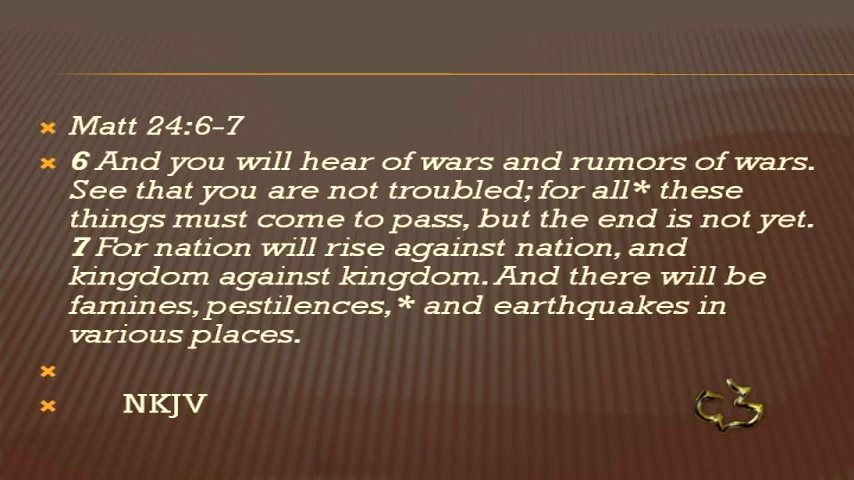 Matt 24:6-7
6 And you will hear of wars and rumors of wars.
See that you are not troubled; for all* these
things must come to pass, but the end is not yet.
7 For nation will rise against nation, and
kingdom against kingdom. And there will be
famines, pestilences,* and earthquakes in
various places.
NKJV